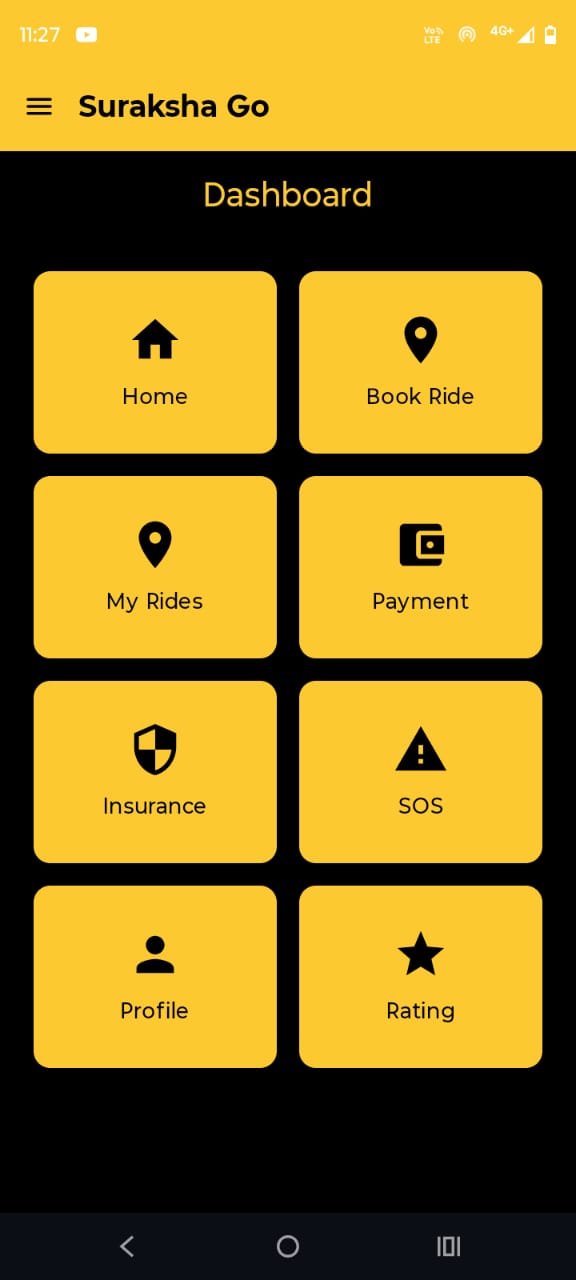 11:27
Vo LTE
4G+
Suraksha Go
Dashboard
Home
Book Ride
My Rides
Payment
Insurance
SOS
Profile
Rating